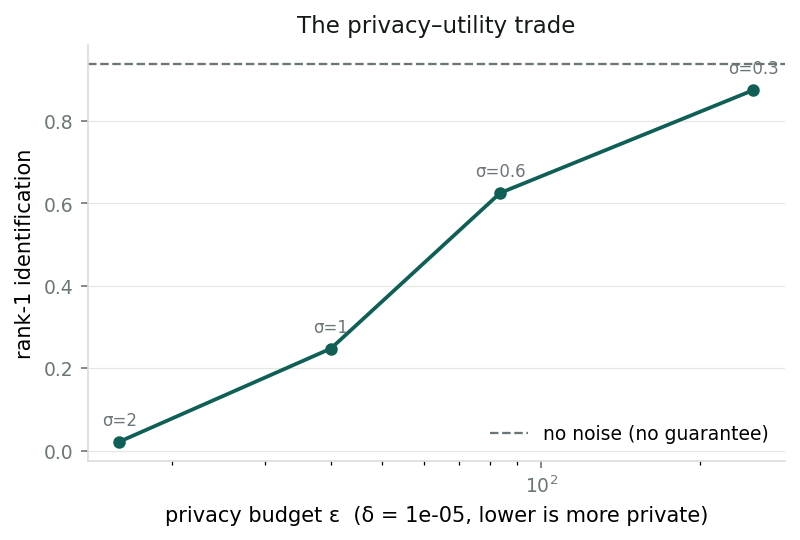 The privacy–utility trade
σ=0.3
σ=0.6
σ=1
σ=2
0.8
0.6
0.4
0.2
0.0
rank-1 identification
no noise (no guarantee)
10²
privacy budget ε (δ = 1e-05, lower is more private)